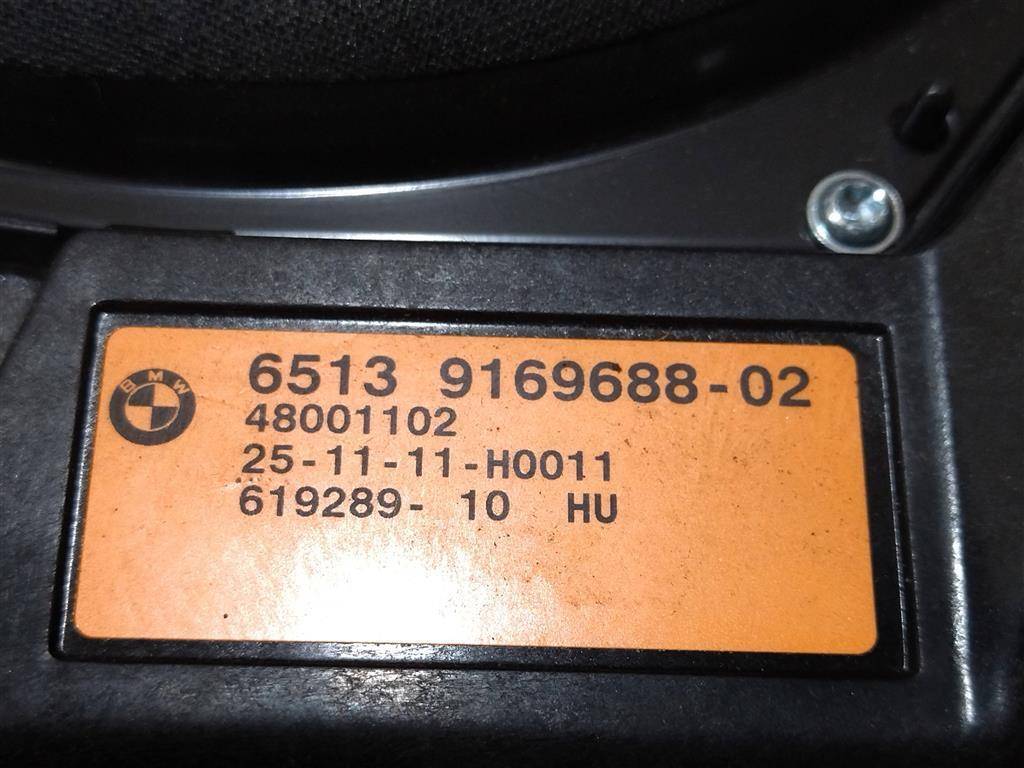 BMW
6513 9169688-02
48001102
25-11-11-H0011
619289- 10 HU